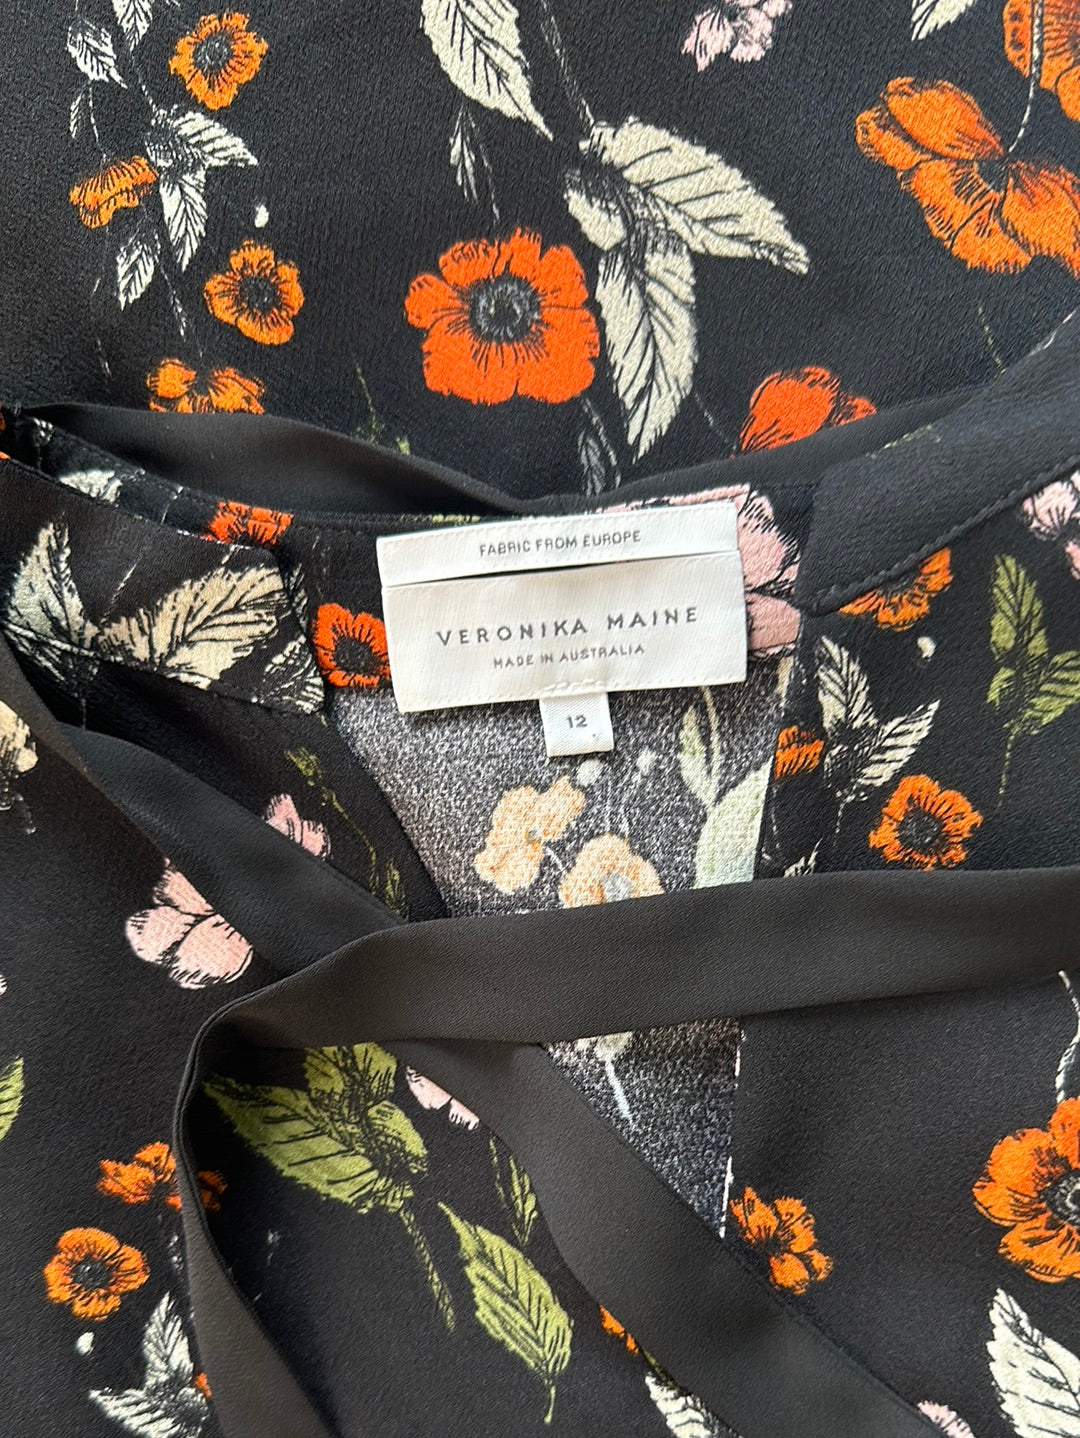 FABRIC FROM EUROPE
VERONIKA MAINE
MADE IN AUSTRALIA
12